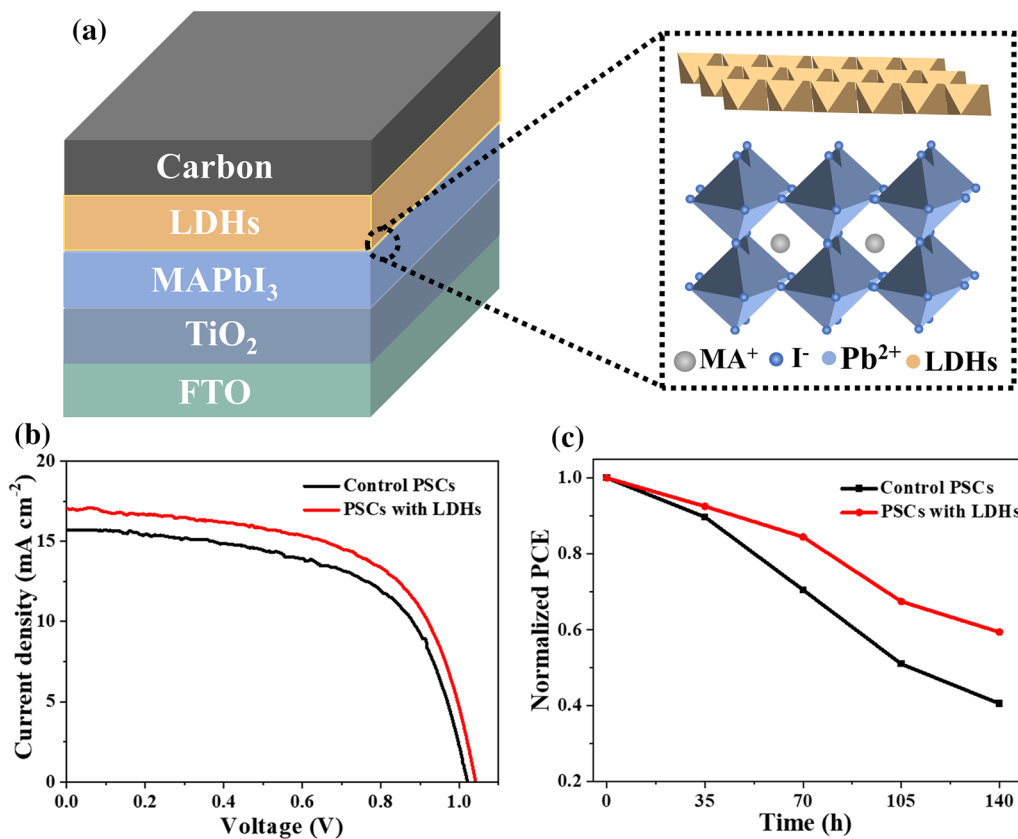 (a)
Carbon
LDHs
MAPbI₃
TiO₂
FTO
MA⁺ I⁻ Pb²⁺ LDHs
(b)
20
15
10
5
0
Current density (mA cm⁻²)
Control PSCs
PSCs with LDHs
0.0 0.2 0.4 0.6 0.8 1.0
Voltage (V)
(c)
1.0
0.8
0.6
0.4
0.2
Normalized PCE
Control PSCs
PSCs with LDHs
0 35 70 105 140
Time (h)